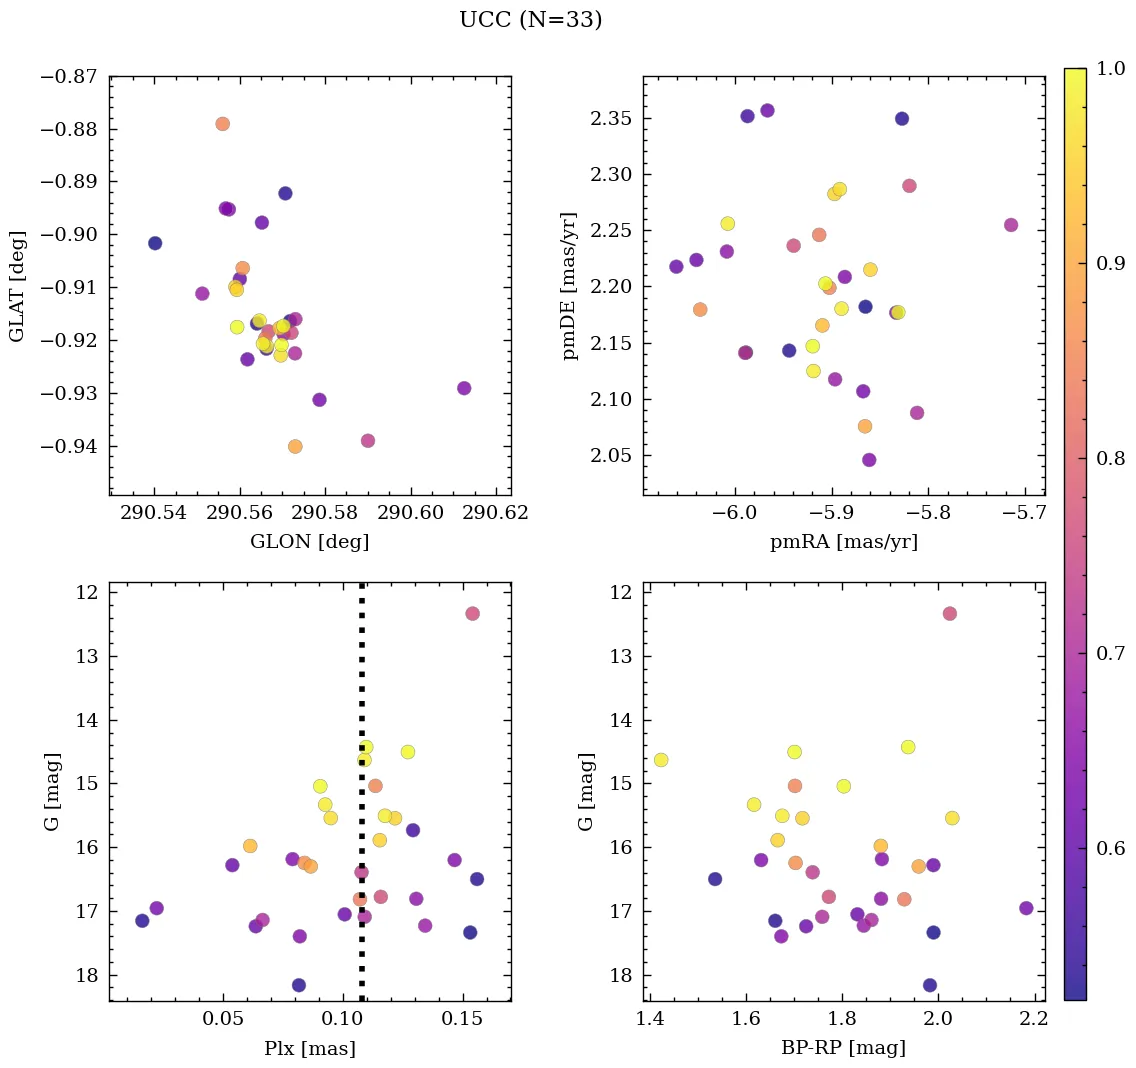 UCC (N=33)
−0.87
−0.88
−0.89
−0.90
−0.91
−0.92
−0.93
−0.94
GLAT [deg]
290.54 290.56 290.58 290.60 290.62
GLON [deg]
2.35
2.30
2.25
2.20
2.15
2.10
2.05
pmDE [mas/yr]
−6.0 −5.9 −5.8 −5.7
pmRA [mas/yr]
12
13
14
15
16
17
18
G [mag]
0.05 0.10 0.15
Plx [mas]
12
13
14
15
16
17
18
G [mag]
1.4 1.6 1.8 2.0 2.2
BP-RP [mag]
1.0
0.9
0.8
0.7
0.6